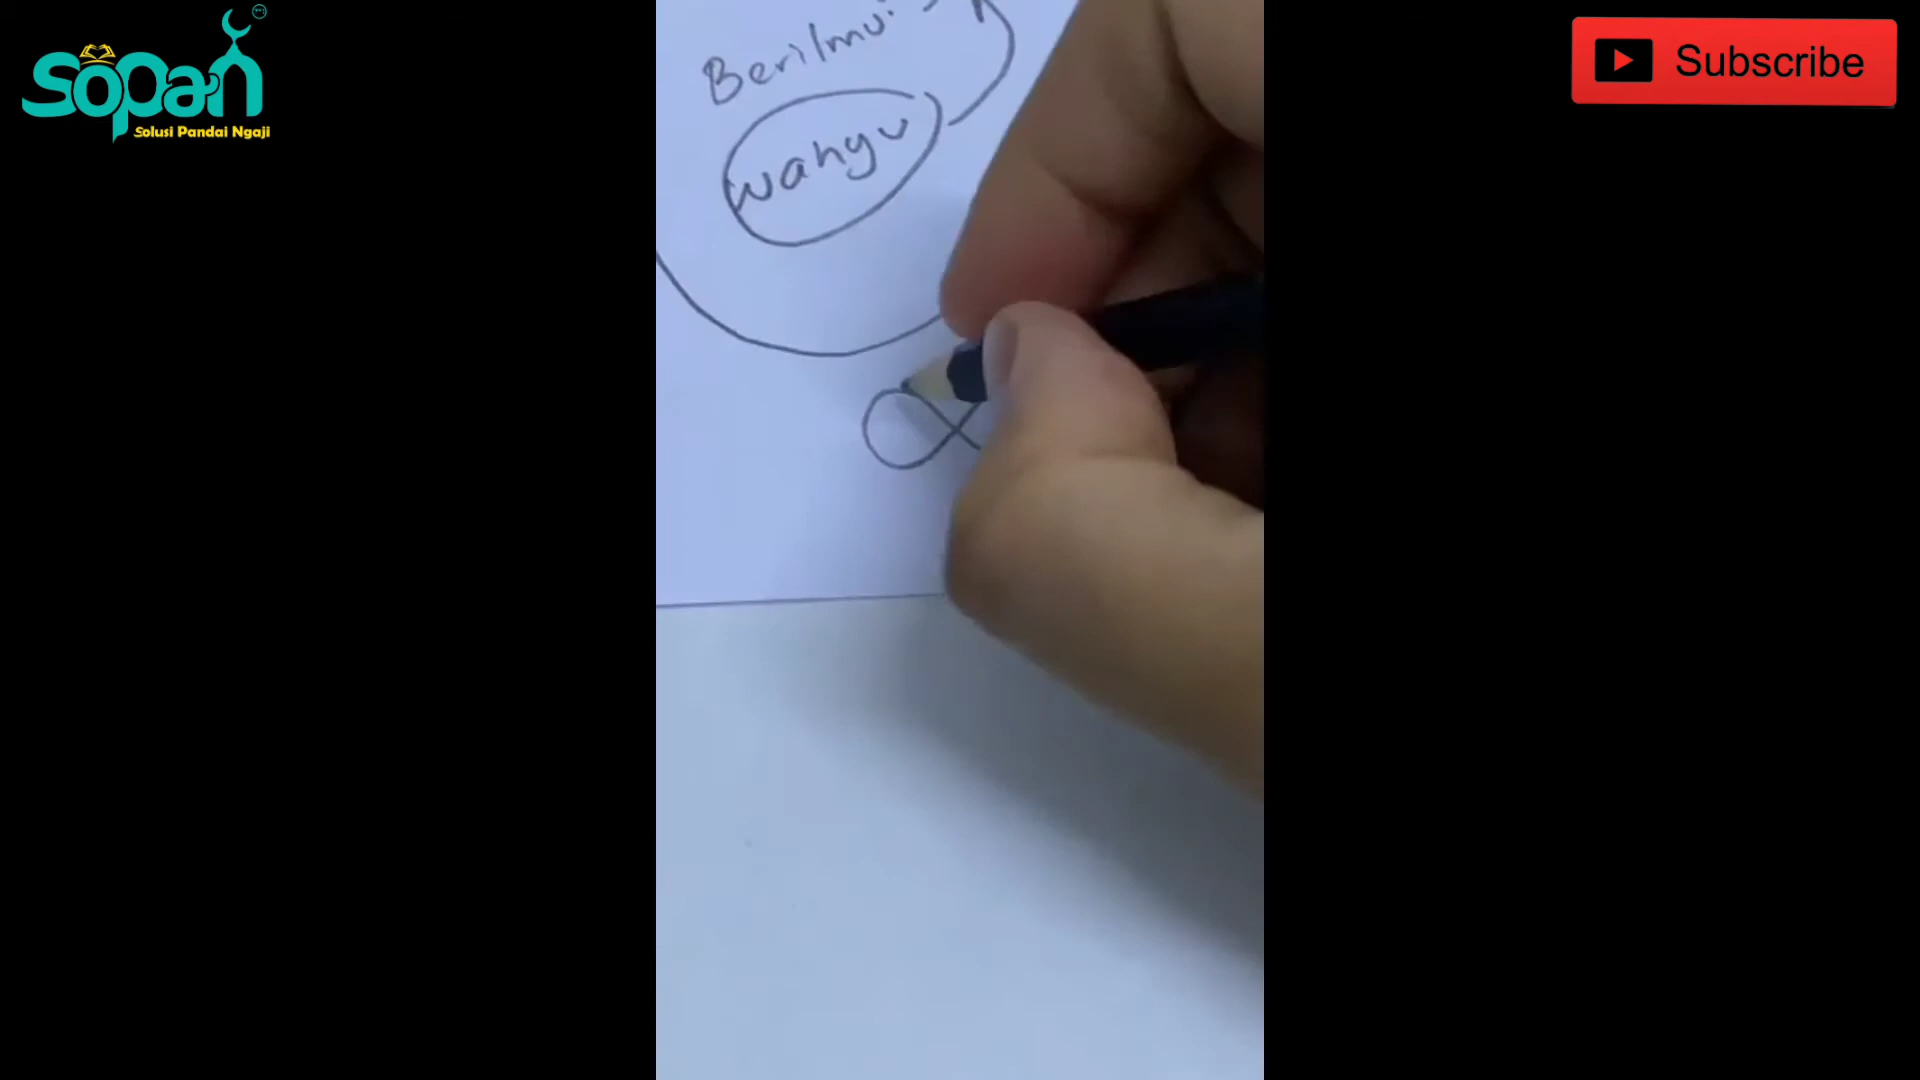 Sopan
Solusi Pandai Ngaji
Subscribe
Berilmu:
wahyu